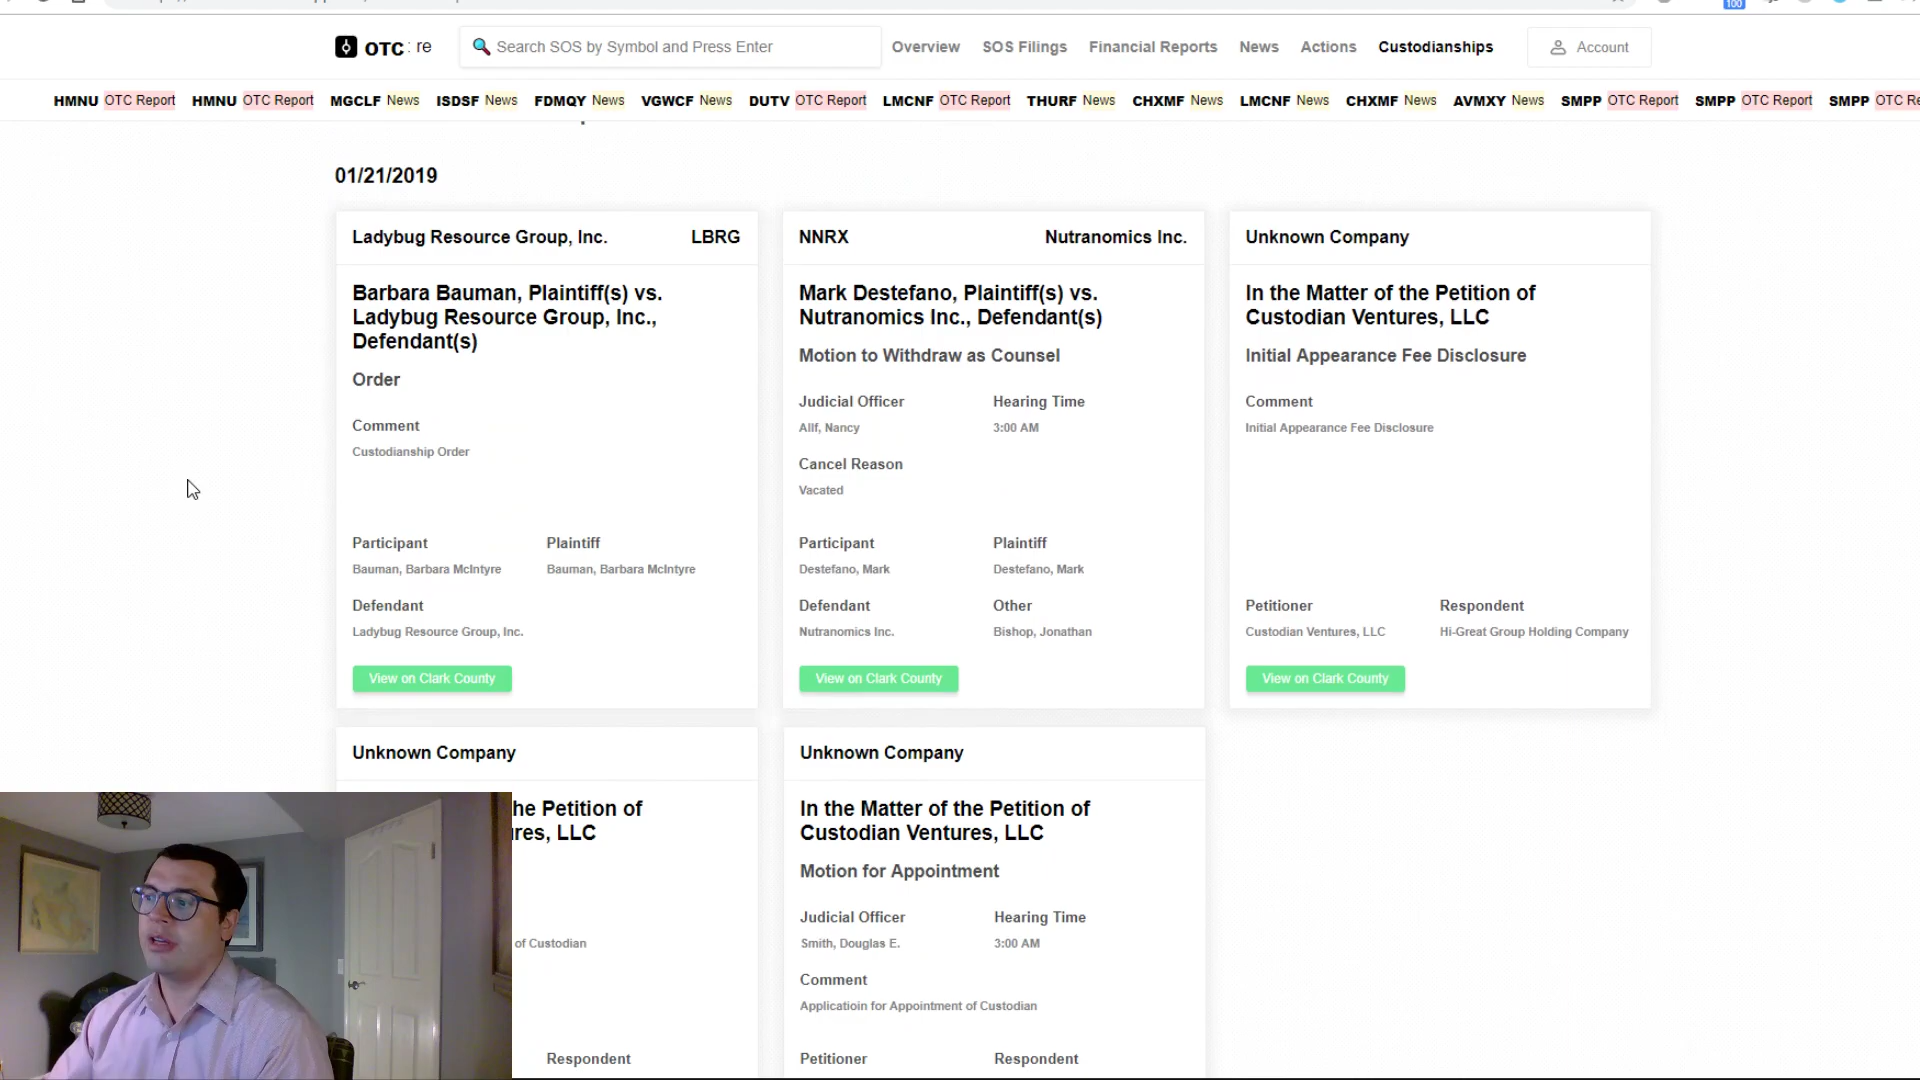 OTC: re
Search SOS by Symbol and Press Enter
Overview
SOS Filings
Financial Reports
News
Actions
Custodianships
Account
100
HMNU OTC Report HMNU OTC Report MGCLF News ISDSF News FDMQY News VGWCF News DUTV OTC Report LMCNF OTC Report THURF News CHXMF News LMCNF News CHXMF News AVMXY News SMPP OTC Report SMPP OTC Report SMPP OTC Re
01/21/2019
Ladybug Resource Group, Inc. LBRG
Barbara Bauman, Plaintiff(s) vs.
Ladybug Resource Group, Inc.,
Defendant(s)
Order
Comment
Custodianship Order
Participant Plaintiff
Bauman, Barbara McIntyre Bauman, Barbara McIntyre
Defendant
Ladybug Resource Group, Inc.
View on Clark County
NNRX Nutranomics Inc.
Mark Destefano, Plaintiff(s) vs.
Nutranomics Inc., Defendant(s)
Motion to Withdraw as Counsel
Judicial Officer Hearing Time
Allf, Nancy 3:00 AM
Cancel Reason
Vacated
Participant Plaintiff
Destefano, Mark Destefano, Mark
Defendant Other
Nutranomics Inc. Bishop, Jonathan
View on Clark County
Unknown Company
In the Matter of the Petition of
Custodian Ventures, LLC
Initial Appearance Fee Disclosure
Comment
Initial Appearance Fee Disclosure
Petitioner Respondent
Custodian Ventures, LLC Hi-Great Group Holding Company
View on Clark County
Unknown Company
he Petition of
res, LLC
of Custodian
Respondent
Unknown Company
In the Matter of the Petition of
Custodian Ventures, LLC
Motion for Appointment
Judicial Officer Hearing Time
Smith, Douglas E. 3:00 AM
Comment
Applicatioin for Appointment of Custodian
Petitioner Respondent